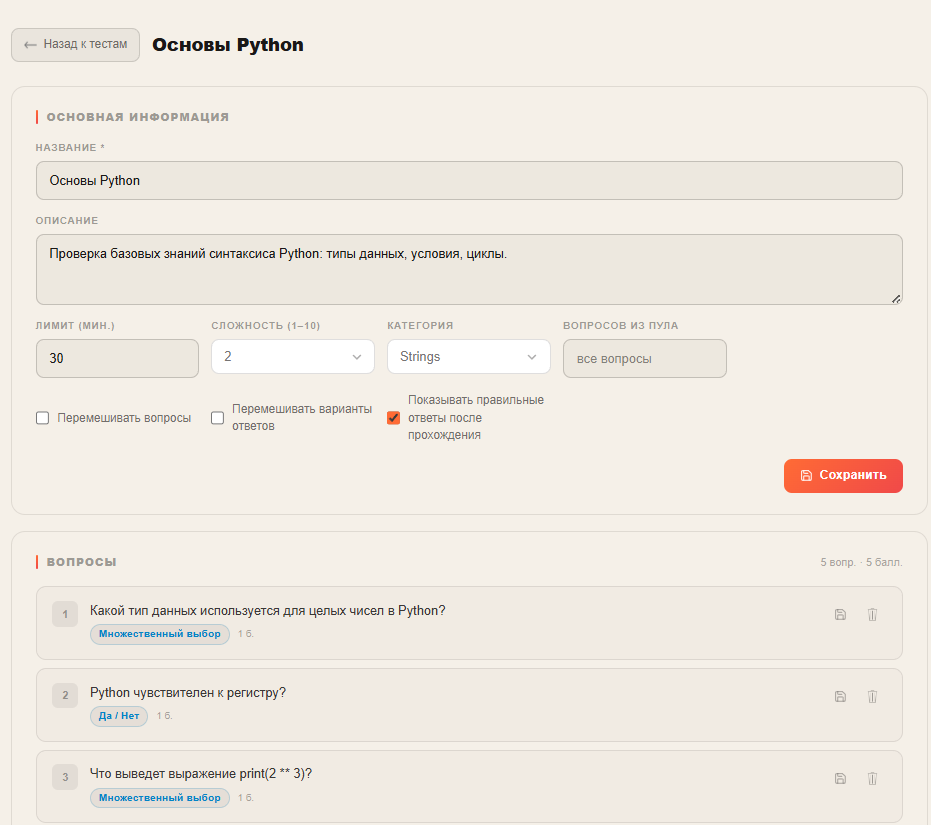 ← Назад к тестам
Основы Python
ОСНОВНАЯ ИНФОРМАЦИЯ
НАЗВАНИЕ *
Основы Python
ОПИСАНИЕ
Проверка базовых знаний синтаксиса Python: типы данных, условия, циклы.
ЛИМИТ (МИН.) СЛОЖНОСТЬ (1–10) КАТЕГОРИЯ ВОПРОСОВ ИЗ ПУЛА
30 2 Strings все вопросы
Перемешивать вопросы
Перемешивать варианты
ответов
Показывать правильные
ответы после
прохождения
Сохранить
ВОПРОСЫ
5 вопр. · 5 балл.
1 Какой тип данных используется для целых чисел в Python?
Множественный выбор 1 б.
2 Python чувствителен к регистру?
Да / Нет 1 б.
3 Что выведет выражение print(2 ** 3)?
Множественный выбор 1 б.